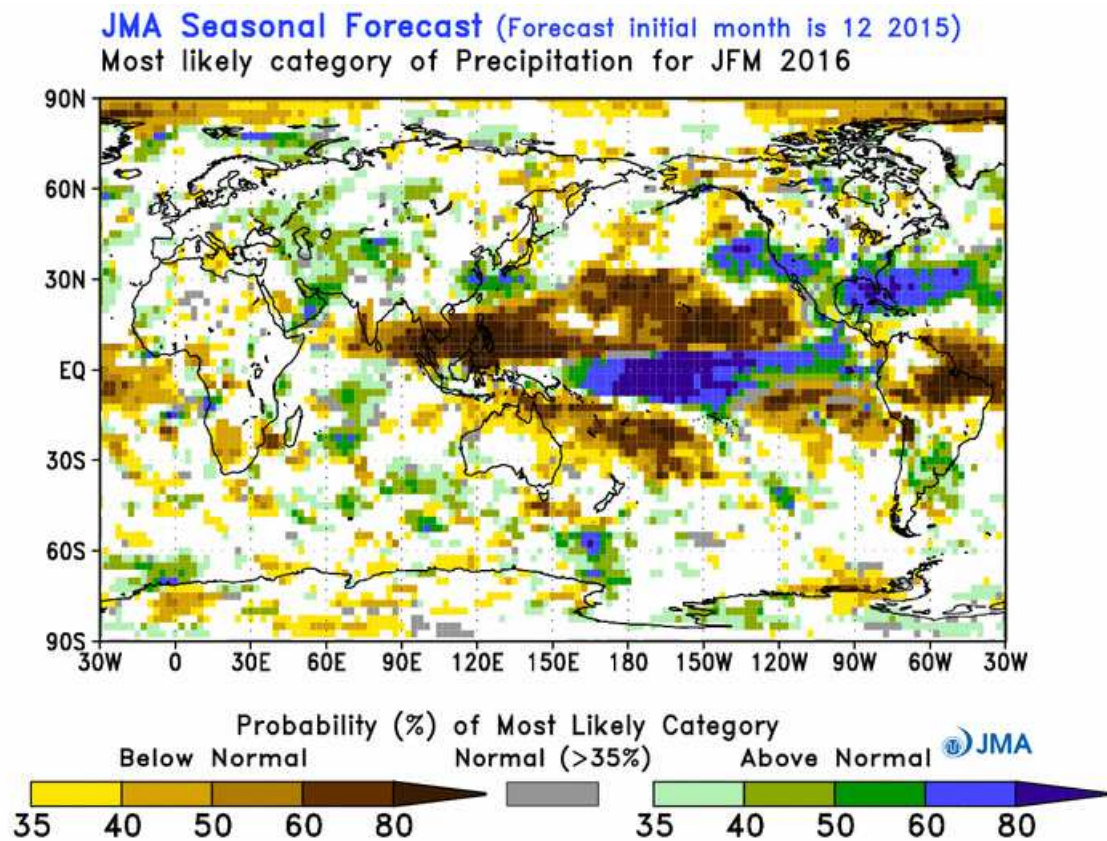 JMA Seasonal Forecast (Forecast initial month is 12 2015)
Most likely category of Precipitation for JFM 2016
90N
60N
30N
EQ
30S
60S
90S
30W 0 30E 60E 90E 120E 150E 180 150W 120W 90W 60W 30W
Probability (%) of Most Likely Category
Below Normal Normal (>35%) Above Normal JMA
35 40 50 60 80 35 40 50 60 80